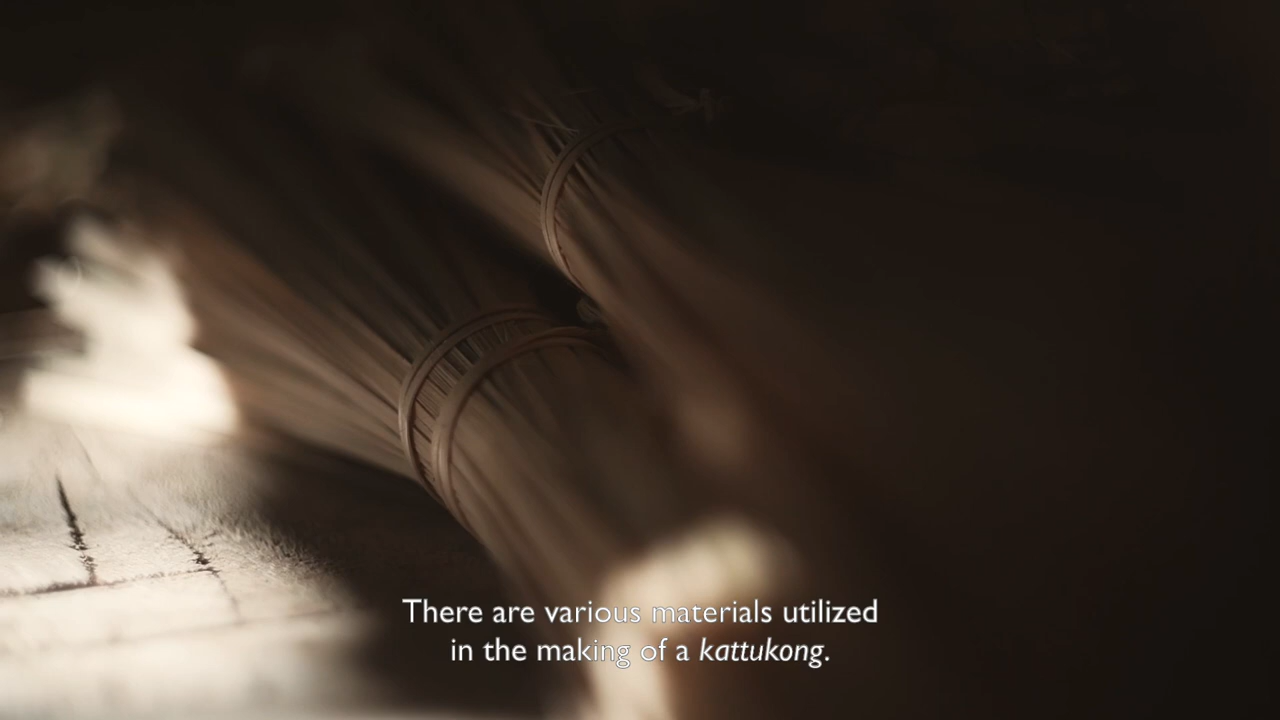 There are various materials utilized
in the making of a kattukong.